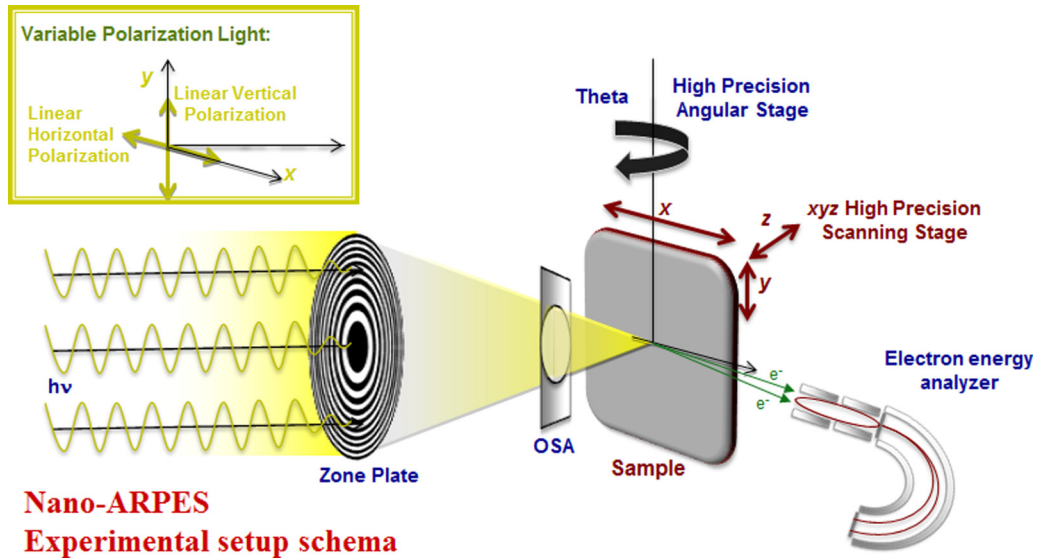 Variable Polarization Light:
y
Linear Vertical
Polarization
Linear
Horizontal
Polarization
x
Theta
High Precision
Angular Stage
x
z
xyz High Precision
Scanning Stage
y
hν
Zone Plate
OSA
Sample
e-
e-
Electron energy
analyzer
Nano-ARPES
Experimental setup schema